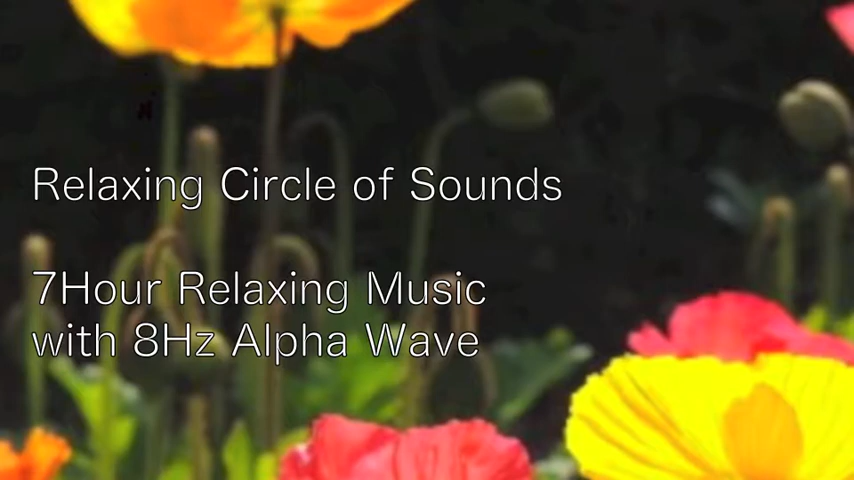 Relaxing Circle of Sounds
7Hour Relaxing Music
with 8Hz Alpha Wave